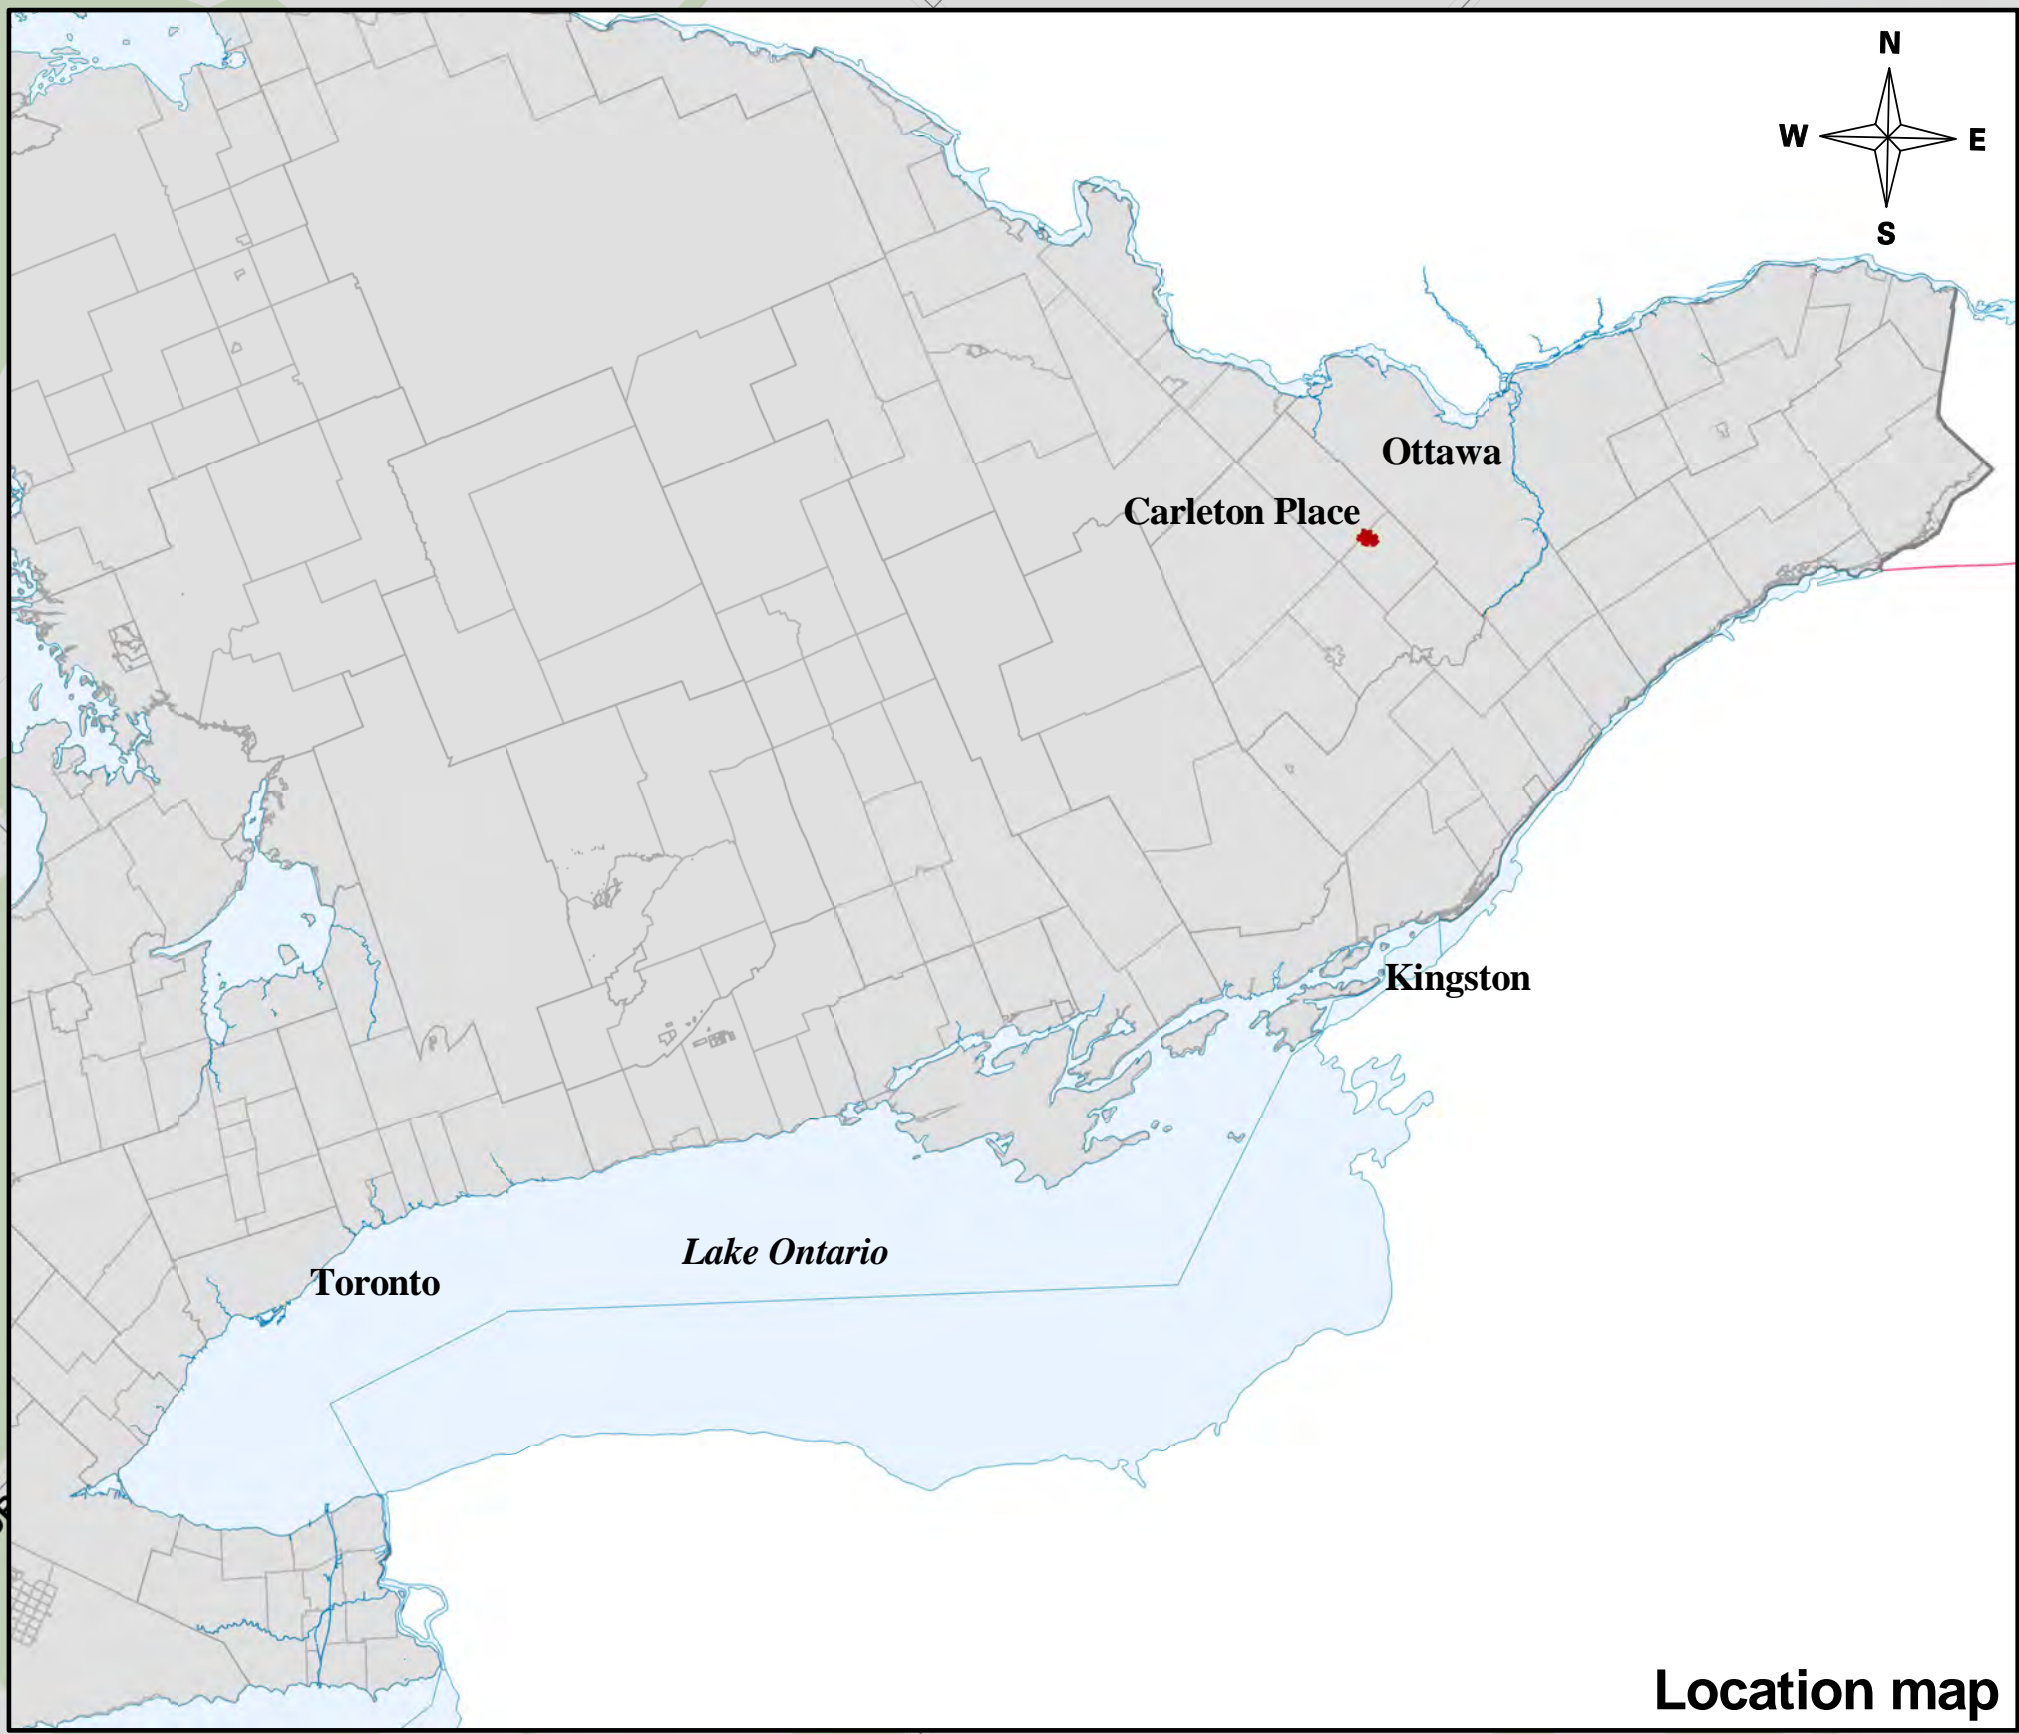 N
W E
S
Ottawa
Carleton Place
Kingston
Lake Ontario
Toronto
Location map